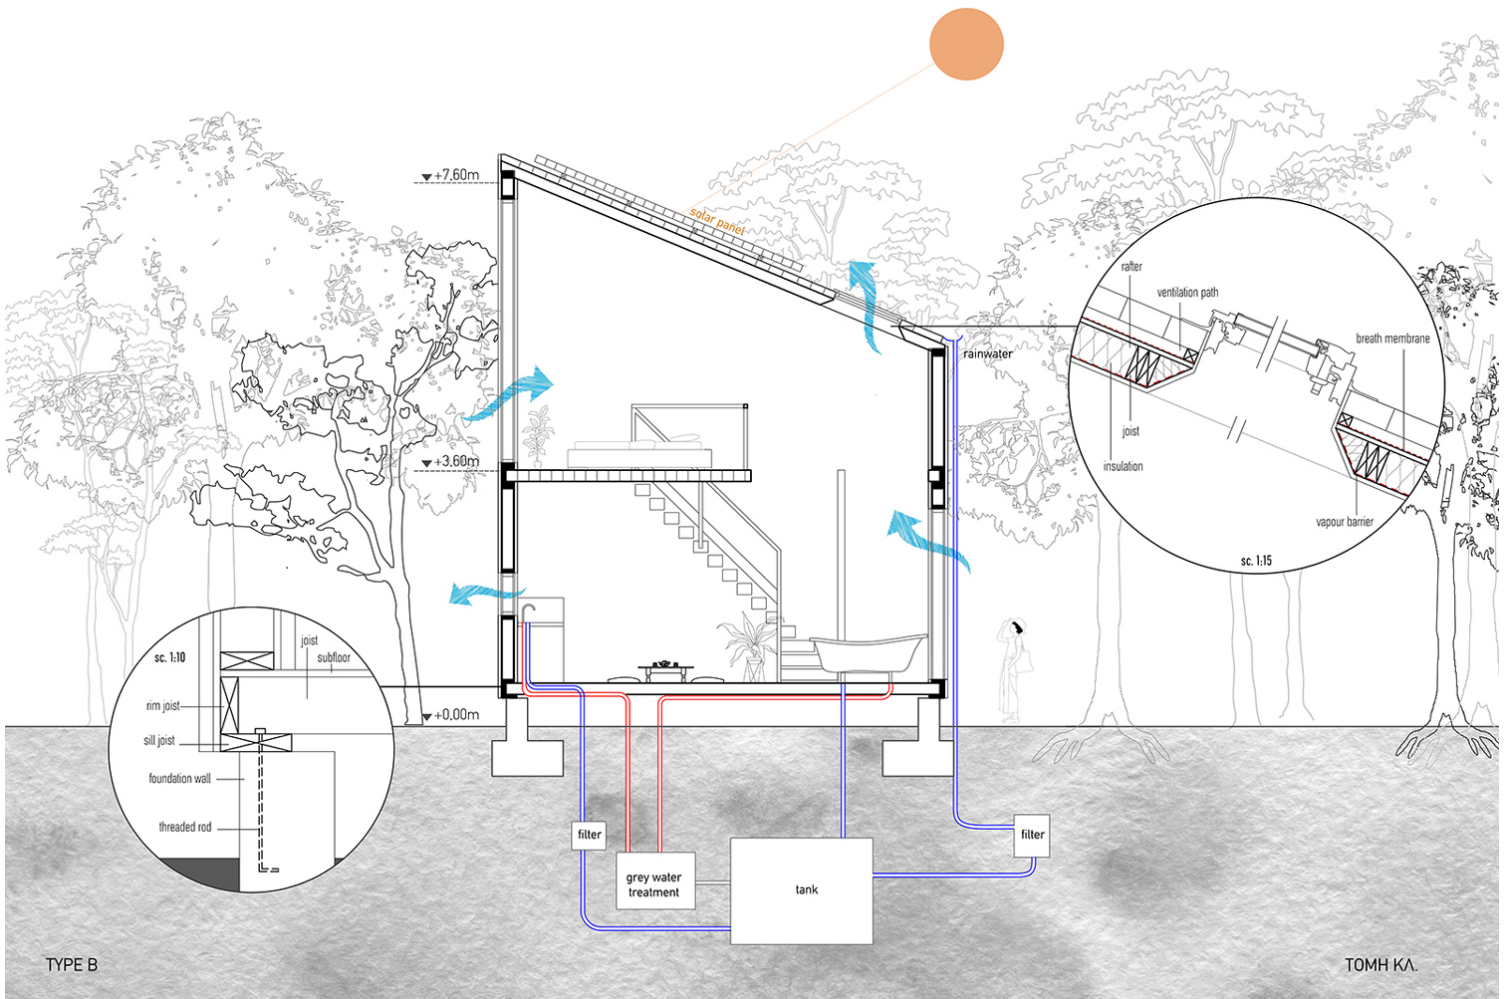 +7,60m
solar panel
rainwater
+3,60m
+0,00m
rafter
ventilation path
breath membrane
joist
insulation
vapour barrier
sc. 1:15
sc. 1:10
joist
subfloor
rim joist
sill joist
foundation wall
threaded rod
filter
grey water
treatment
tank
filter
TYPE B
ΤΟΜΗ ΚΛ.